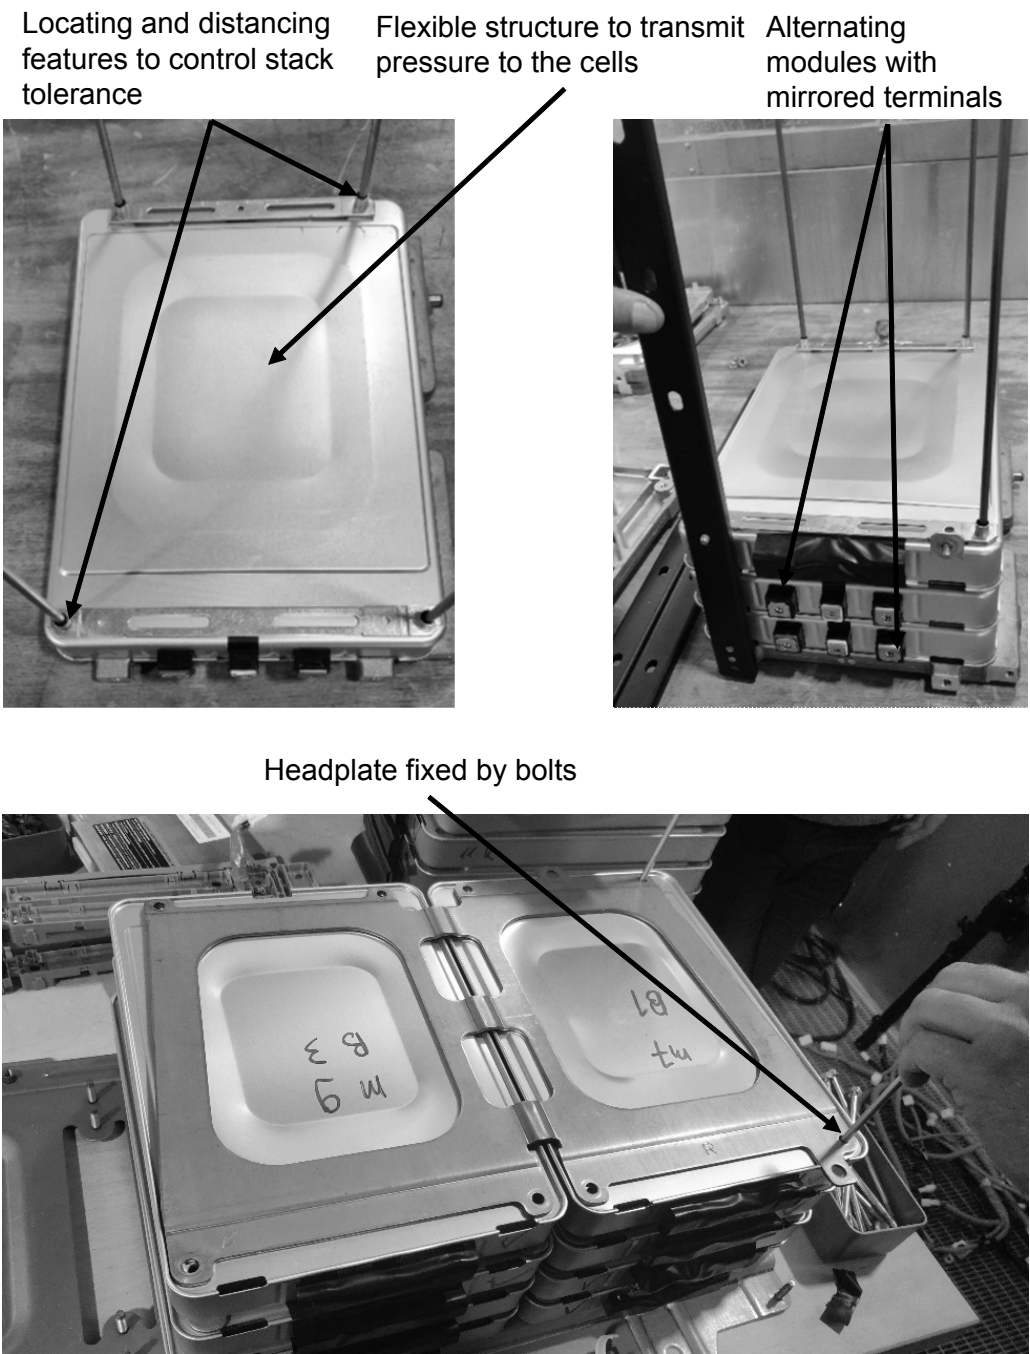 Locating and distancing
features to control stack
tolerance
Flexible structure to transmit
pressure to the cells
Alternating
modules with
mirrored terminals
Headplate fixed by bolts
B 3
m 9
B1
m7
R